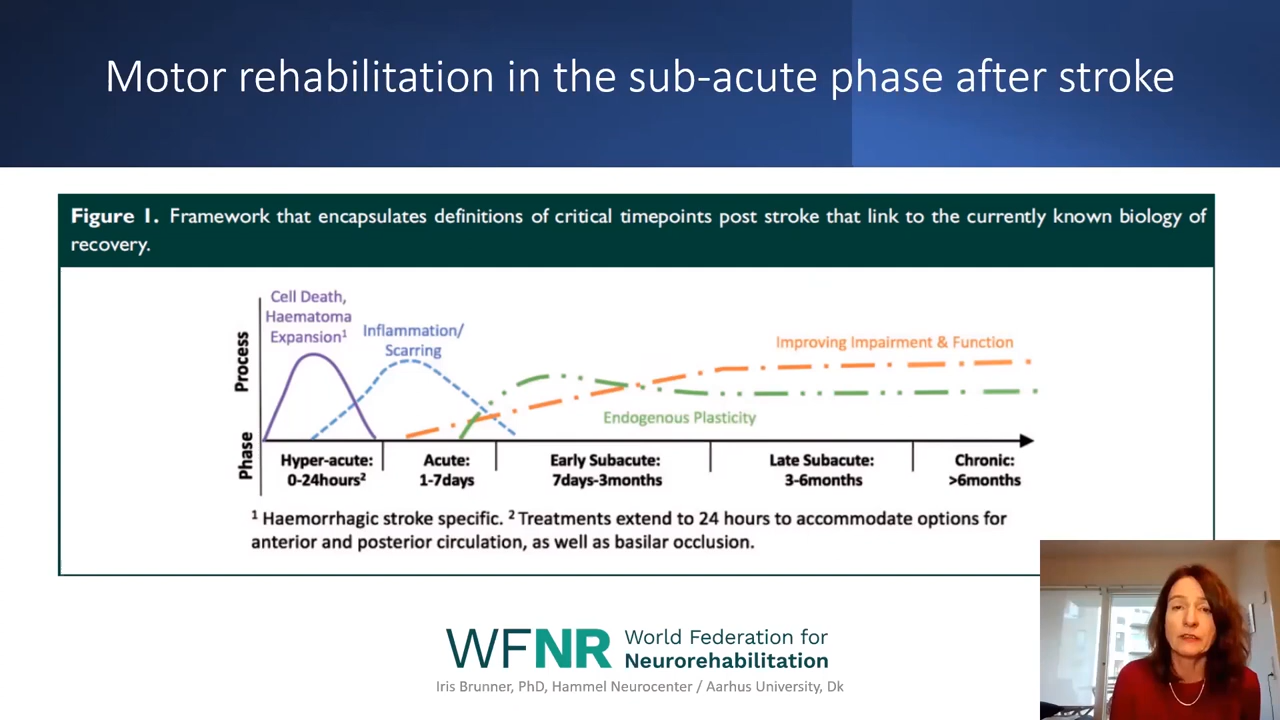 Motor rehabilitation in the sub-acute phase after stroke
Figure 1. Framework that encapsulates definitions of critical timepoints post stroke that link to the currently known biology of
recovery.
Cell Death,
Haematoma
Expansion¹
Inflammation/
Scarring
Improving Impairment & Function
Endogenous Plasticity
Process
Phase
Hyper-acute:
0-24hours²
Acute:
1-7days
Early Subacute:
7days-3months
Late Subacute:
3-6months
Chronic:
>6months
¹ Haemorrhagic stroke specific. ² Treatments extend to 24 hours to accommodate options for
anterior and posterior circulation, as well as basilar occlusion.
WFNR
World Federation for
Neurorehabilitation
Iris Brunner, PhD, Hammel Neurocenter / Aarhus University, Dk